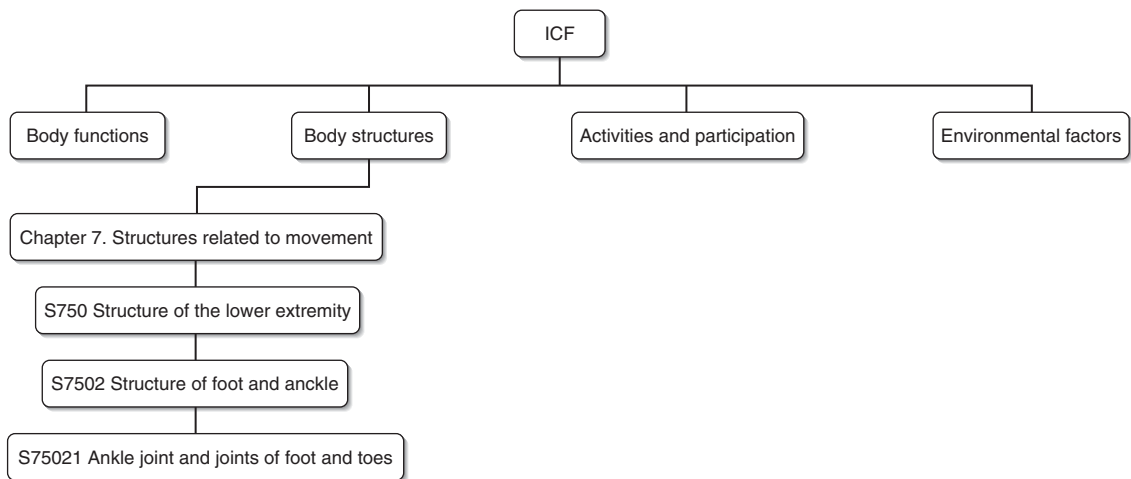 ICF
Body functions
Body structures
Activities and participation
Environmental factors
Chapter 7. Structures related to movement
S750 Structure of the lower extremity
S7502 Structure of foot and anckle
S75021 Ankle joint and joints of foot and toes